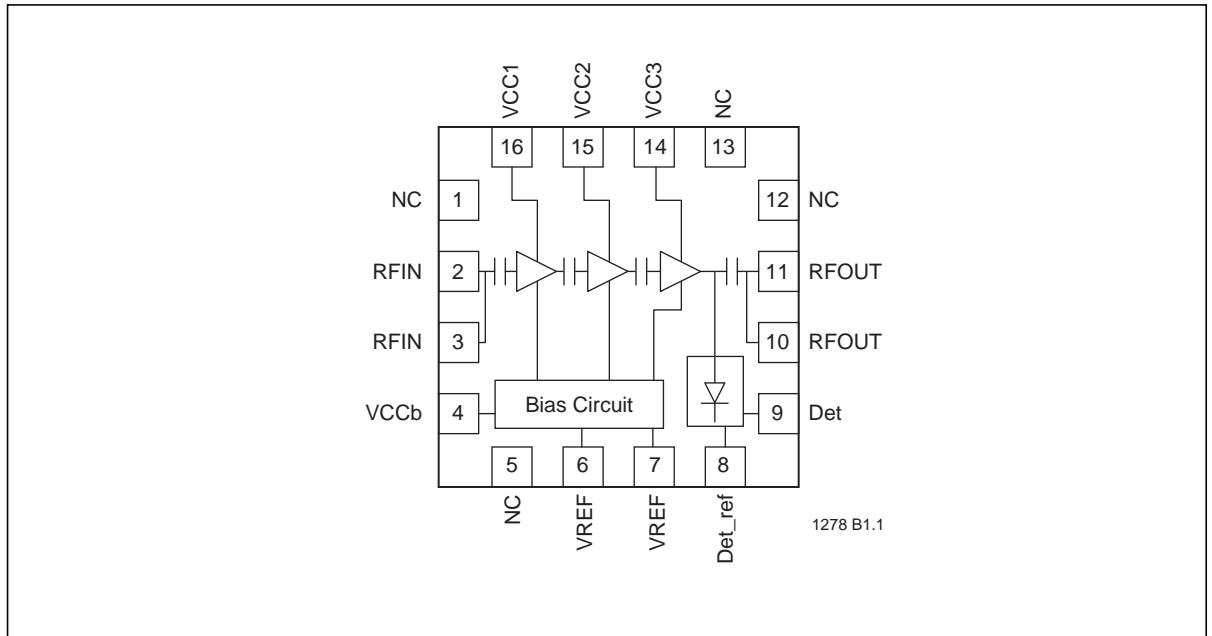 VCC1
VCC2
VCC3
NC
16
15
14
13
NC 1
12 NC
RFIN 2
11 RFOUT
RFIN 3
10 RFOUT
VCCb 4
Bias Circuit
9 Det
5
6
7
8
NC
VREF
VREF
Det_ref
1278 B1.1